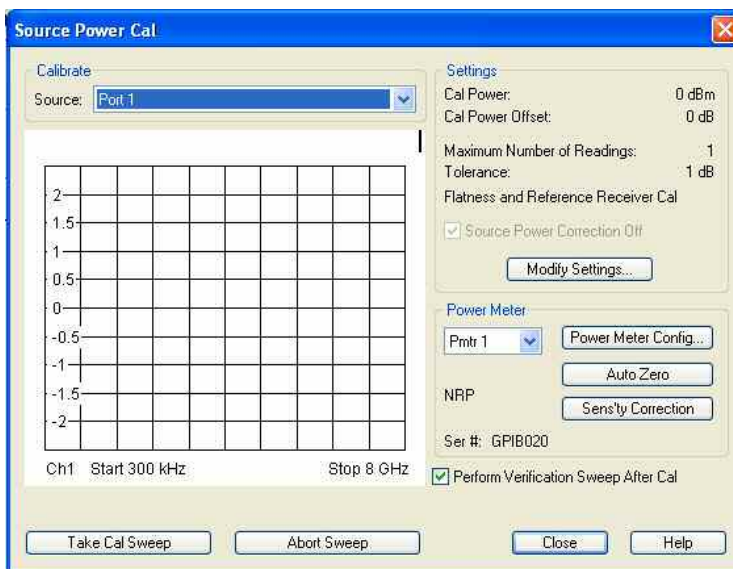 Source Power Cal
Calibrate
Source: Port 1
2
1.5
1
0.5
0
-0.5
-1
-1.5
-2
Ch1 Start 300 kHz Stop 8 GHz
Settings
Cal Power: 0 dBm
Cal Power Offset: 0 dB
Maximum Number of Readings: 1
Tolerance: 1 dB
Flatness and Reference Receiver Cal
Source Power Correction Off
Modify Settings...
Power Meter
Pmtr 1 Power Meter Config...
Auto Zero
NRP
Sens'ty Correction
Ser #: GPIB020
Perform Verification Sweep After Cal
Take Cal Sweep Abort Sweep Close Help